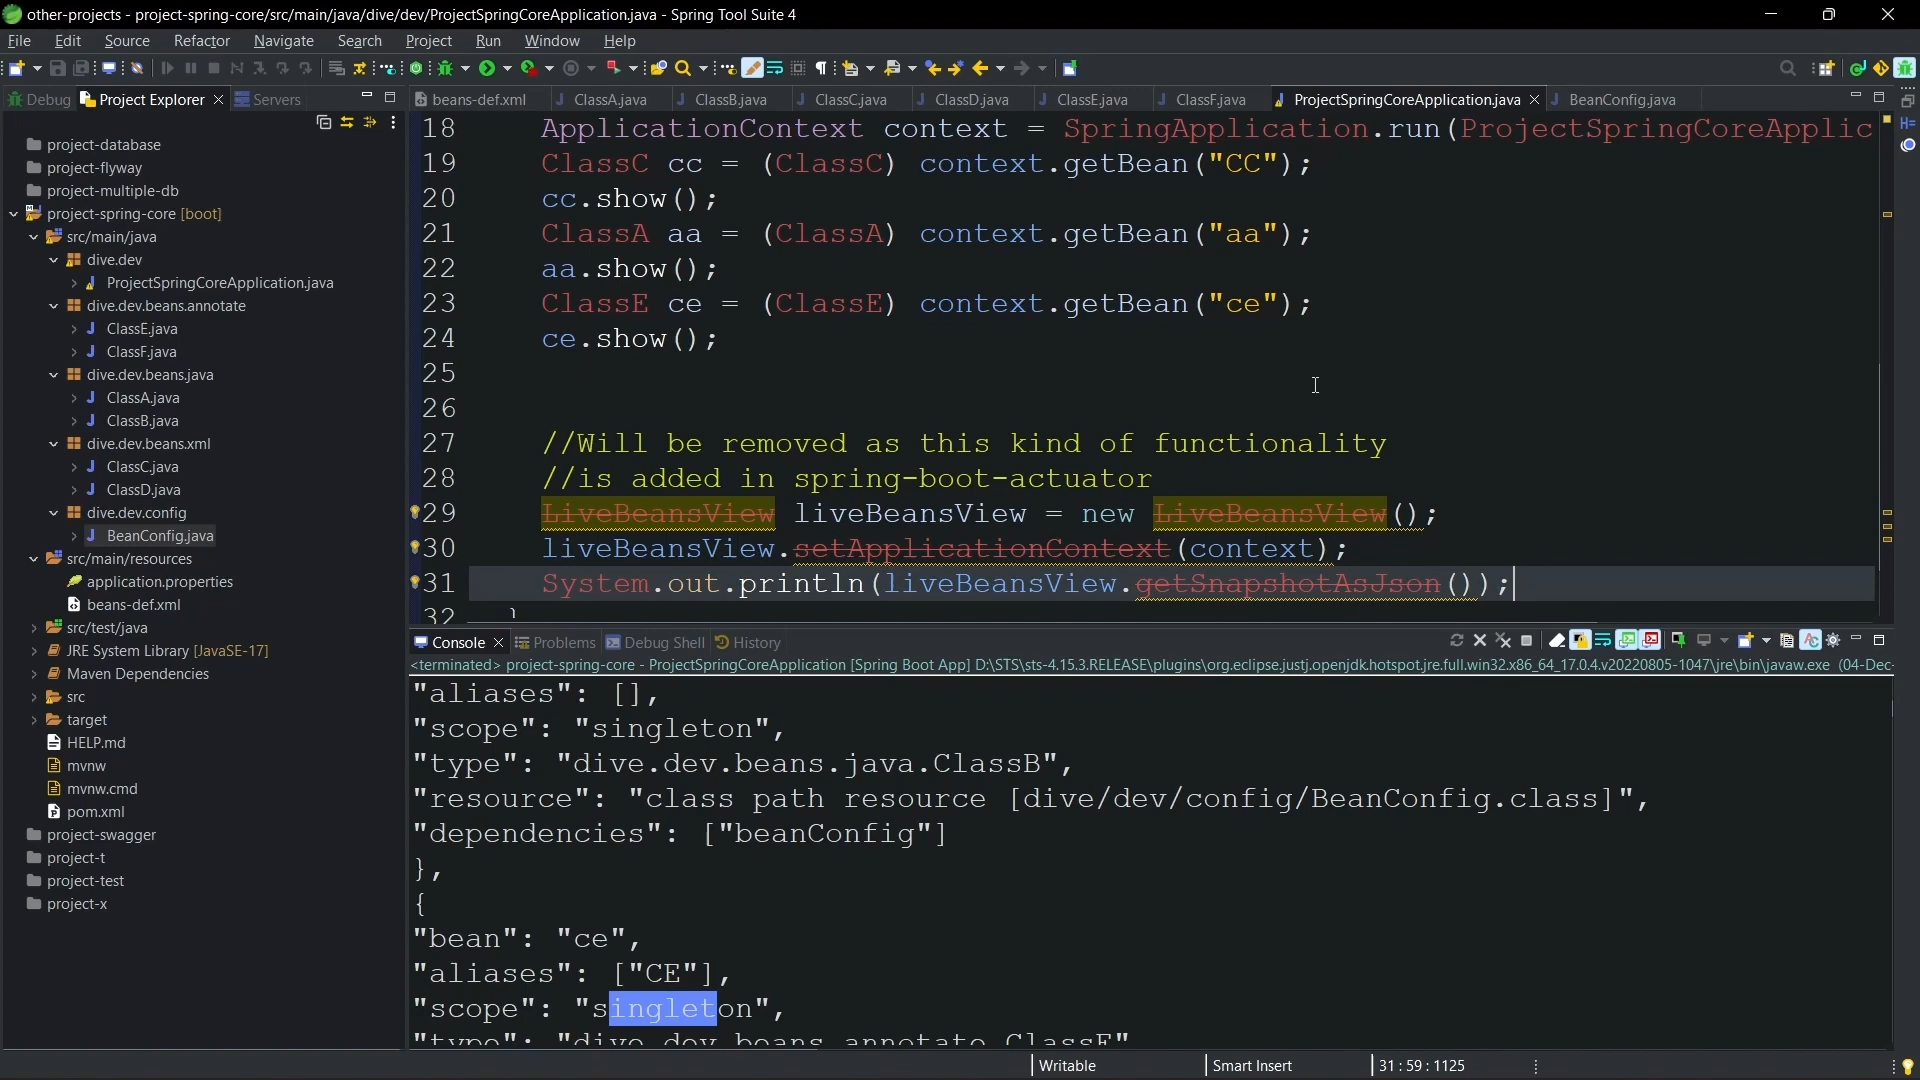 other-projects - project-spring-core/src/main/java/dive/dev/ProjectSpringCoreApplication.java - Spring Tool Suite 4
File Edit Source Refactor Navigate Search Project Run Window Help
Debug Project Explorer Servers
project-database
project-flyway
project-multiple-db
project-spring-core [boot]
src/main/java
dive.dev
ProjectSpringCoreApplication.java
dive.dev.beans.annotate
ClassE.java
ClassF.java
dive.dev.beans.java
ClassA.java
ClassB.java
dive.dev.beans.xml
ClassC.java
ClassD.java
dive.dev.config
BeanConfig.java
src/main/resources
application.properties
beans-def.xml
src/test/java
JRE System Library [JavaSE-17]
Maven Dependencies
src
target
HELP.md
mvnw
mvnw.cmd
pom.xml
project-swagger
project-t
project-test
project-x
beans-def.xml ClassA.java ClassB.java ClassC.java ClassD.java ClassE.java ClassF.java ProjectSpringCoreApplication.java BeanConfig.java
18 ApplicationContext context = SpringApplication.run(ProjectSpringCoreApplic
19 ClassC cc = (ClassC) context.getBean("CC");
20 cc.show();
21 ClassA aa = (ClassA) context.getBean("aa");
22 aa.show();
23 ClassE ce = (ClassE) context.getBean("ce");
24 ce.show();
25
26
27 //Will be removed as this kind of functionality
28 //is added in spring-boot-actuator
29 LiveBeansView liveBeansView = new LiveBeansView();
30 liveBeansView.setApplicationContext(context);
31 System.out.println(liveBeansView.getSnapshotAsJson());
32 }
Console Problems Debug Shell History
<terminated> project-spring-core - ProjectSpringCoreApplication [Spring Boot App] D:\STS\sts-4.15.3.RELEASE\plugins\org.eclipse.justj.openjdk.hotspot.jre.full.win32.x86_64_17.0.4.v20220805-1047\jre\bin\javaw.exe (04-Dec-
"aliases": [],
"scope": "singleton",
"type": "dive.dev.beans.java.ClassB",
"resource": "class path resource [dive/dev/config/BeanConfig.class]",
"dependencies": ["beanConfig"]
},
{
"bean": "ce",
"aliases": ["CE"],
"scope": "singleton",
"type": "dive.dev.beans.annotate.ClassE"
Writable Smart Insert 31 : 59 : 1125